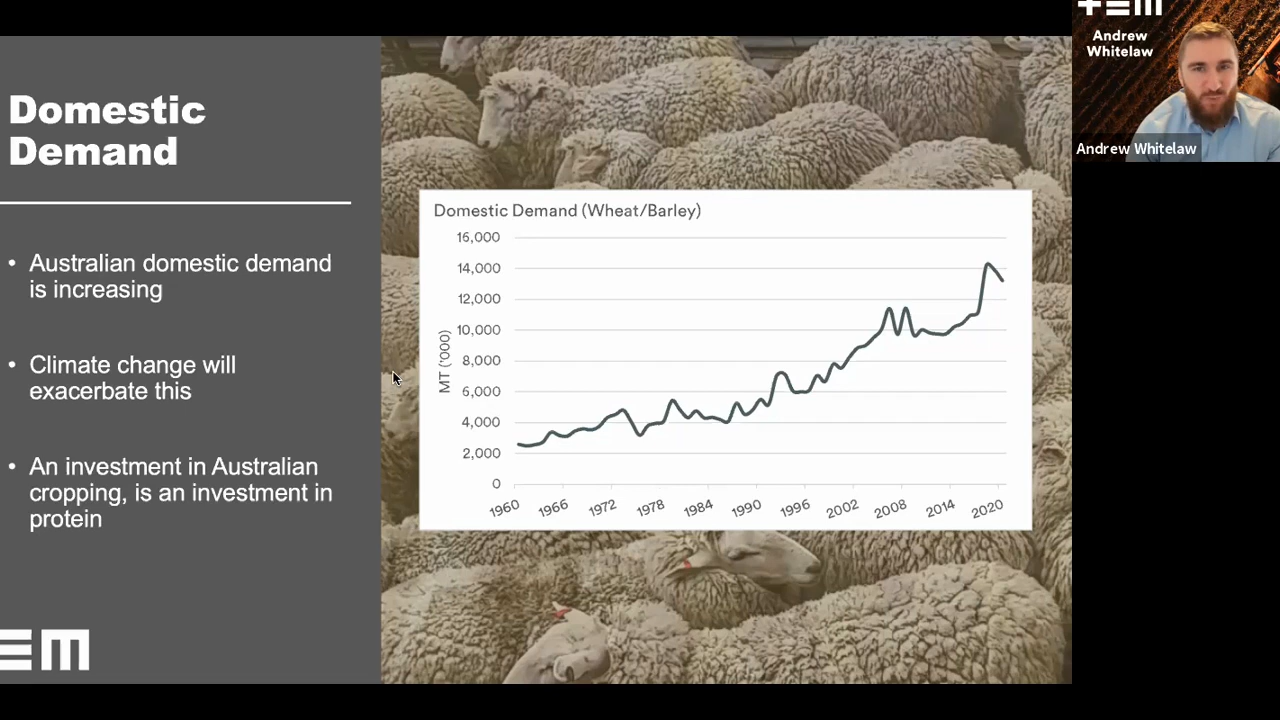 Domestic
Demand
• Australian domestic demand
is increasing
• Climate change will
exacerbate this
• An investment in Australian
cropping, is an investment in
protein
EM
Domestic Demand (Wheat/Barley)
MT ('000)
16,000
14,000
12,000
10,000
8,000
6,000
4,000
2,000
0
1960 1966 1972 1978 1984 1990 1996 2002 2008 2014 2020
Andrew
Whitelaw
Andrew Whitelaw